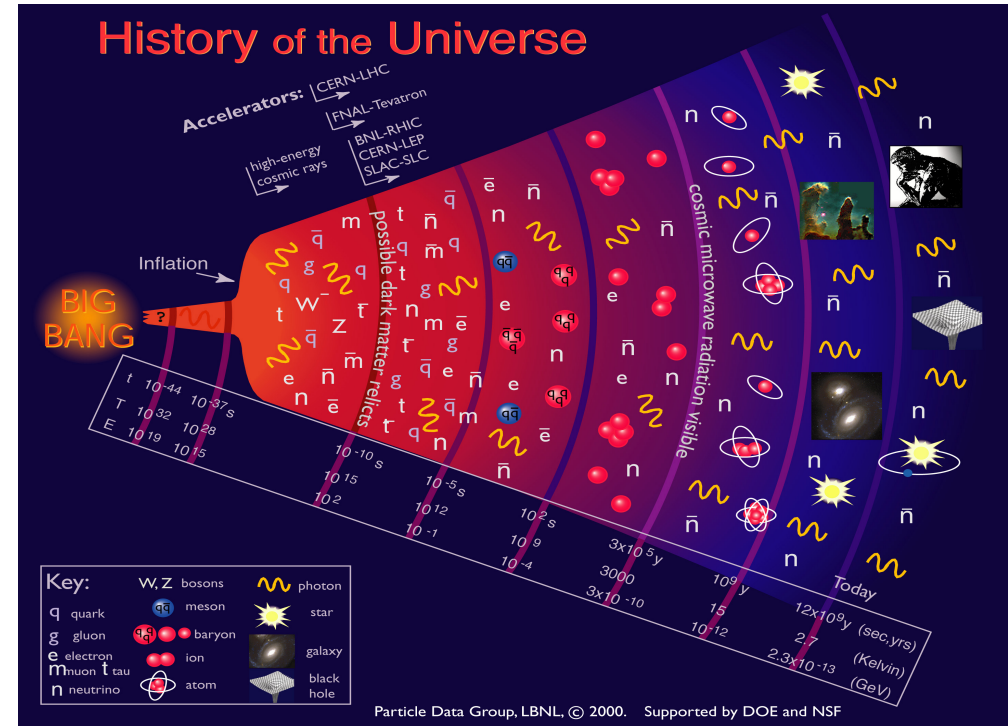 History of the Universe
Accelerators:
CERN-LHC
FNAL-Tevatron
BNL-RHIC
CERN-LEP
SLAC-SLC
high-energy
cosmic rays
Inflation
BIG
BANG
?
possible dark matter relicts
cosmic microwave radiation visible
t 10⁻⁴⁴ 10⁻³⁷ s 10⁻¹⁰ s 10⁻⁵ s 10² s 3x10⁵ y 10⁹ y 12x10⁹ y (sec,yrs)
T 10³² 10²⁸ 10¹⁵ 10¹² 10⁹ 3000 15 2.7 (Kelvin)
E 10¹⁹ 10¹⁵ 10² 10⁻¹ 10⁻⁴ 3x10⁻¹⁰ 10⁻¹² 2.3x10⁻¹³ (GeV)
Today
Key:
q quark
g gluon
e electron
m muon t tau
n neutrino
W, Z bosons
qq̄ meson
qqq baryon
ion
atom
photon
star
galaxy
black
hole
Particle Data Group, LBNL, © 2000. Supported by DOE and NSF